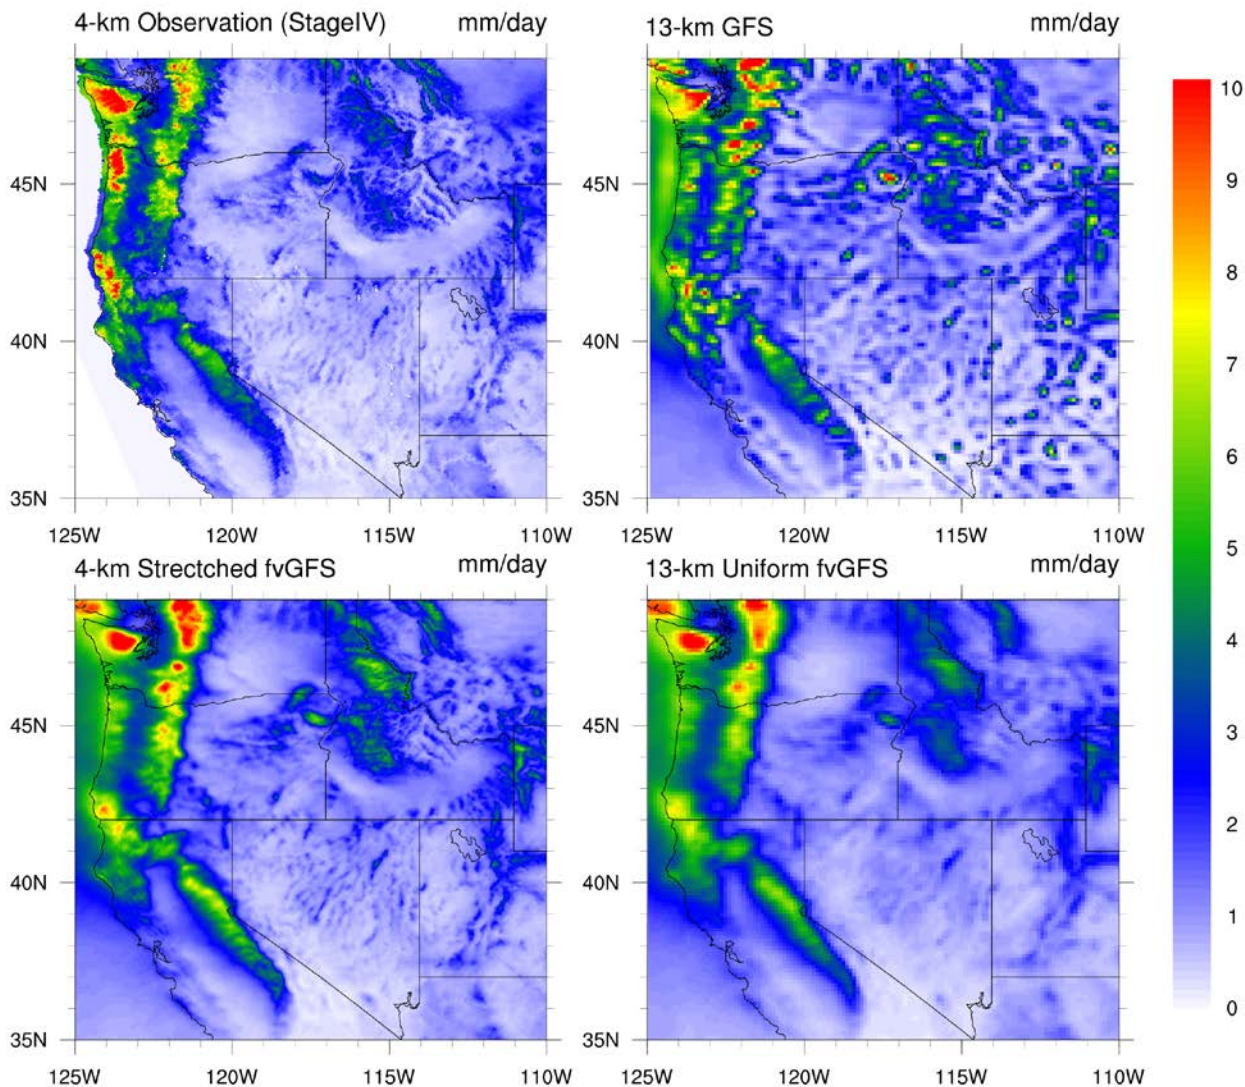 4-km Observation (StageIV) mm/day
13-km GFS mm/day
45N
40N
35N
125W 120W 115W 110W
45N
40N
35N
125W 120W 115W 110W
4-km Strectched fvGFS mm/day
13-km Uniform fvGFS mm/day
45N
40N
35N
125W 120W 115W 110W
45N
40N
35N
125W 120W 115W 110W
10
9
8
7
6
5
4
3
2
1
0